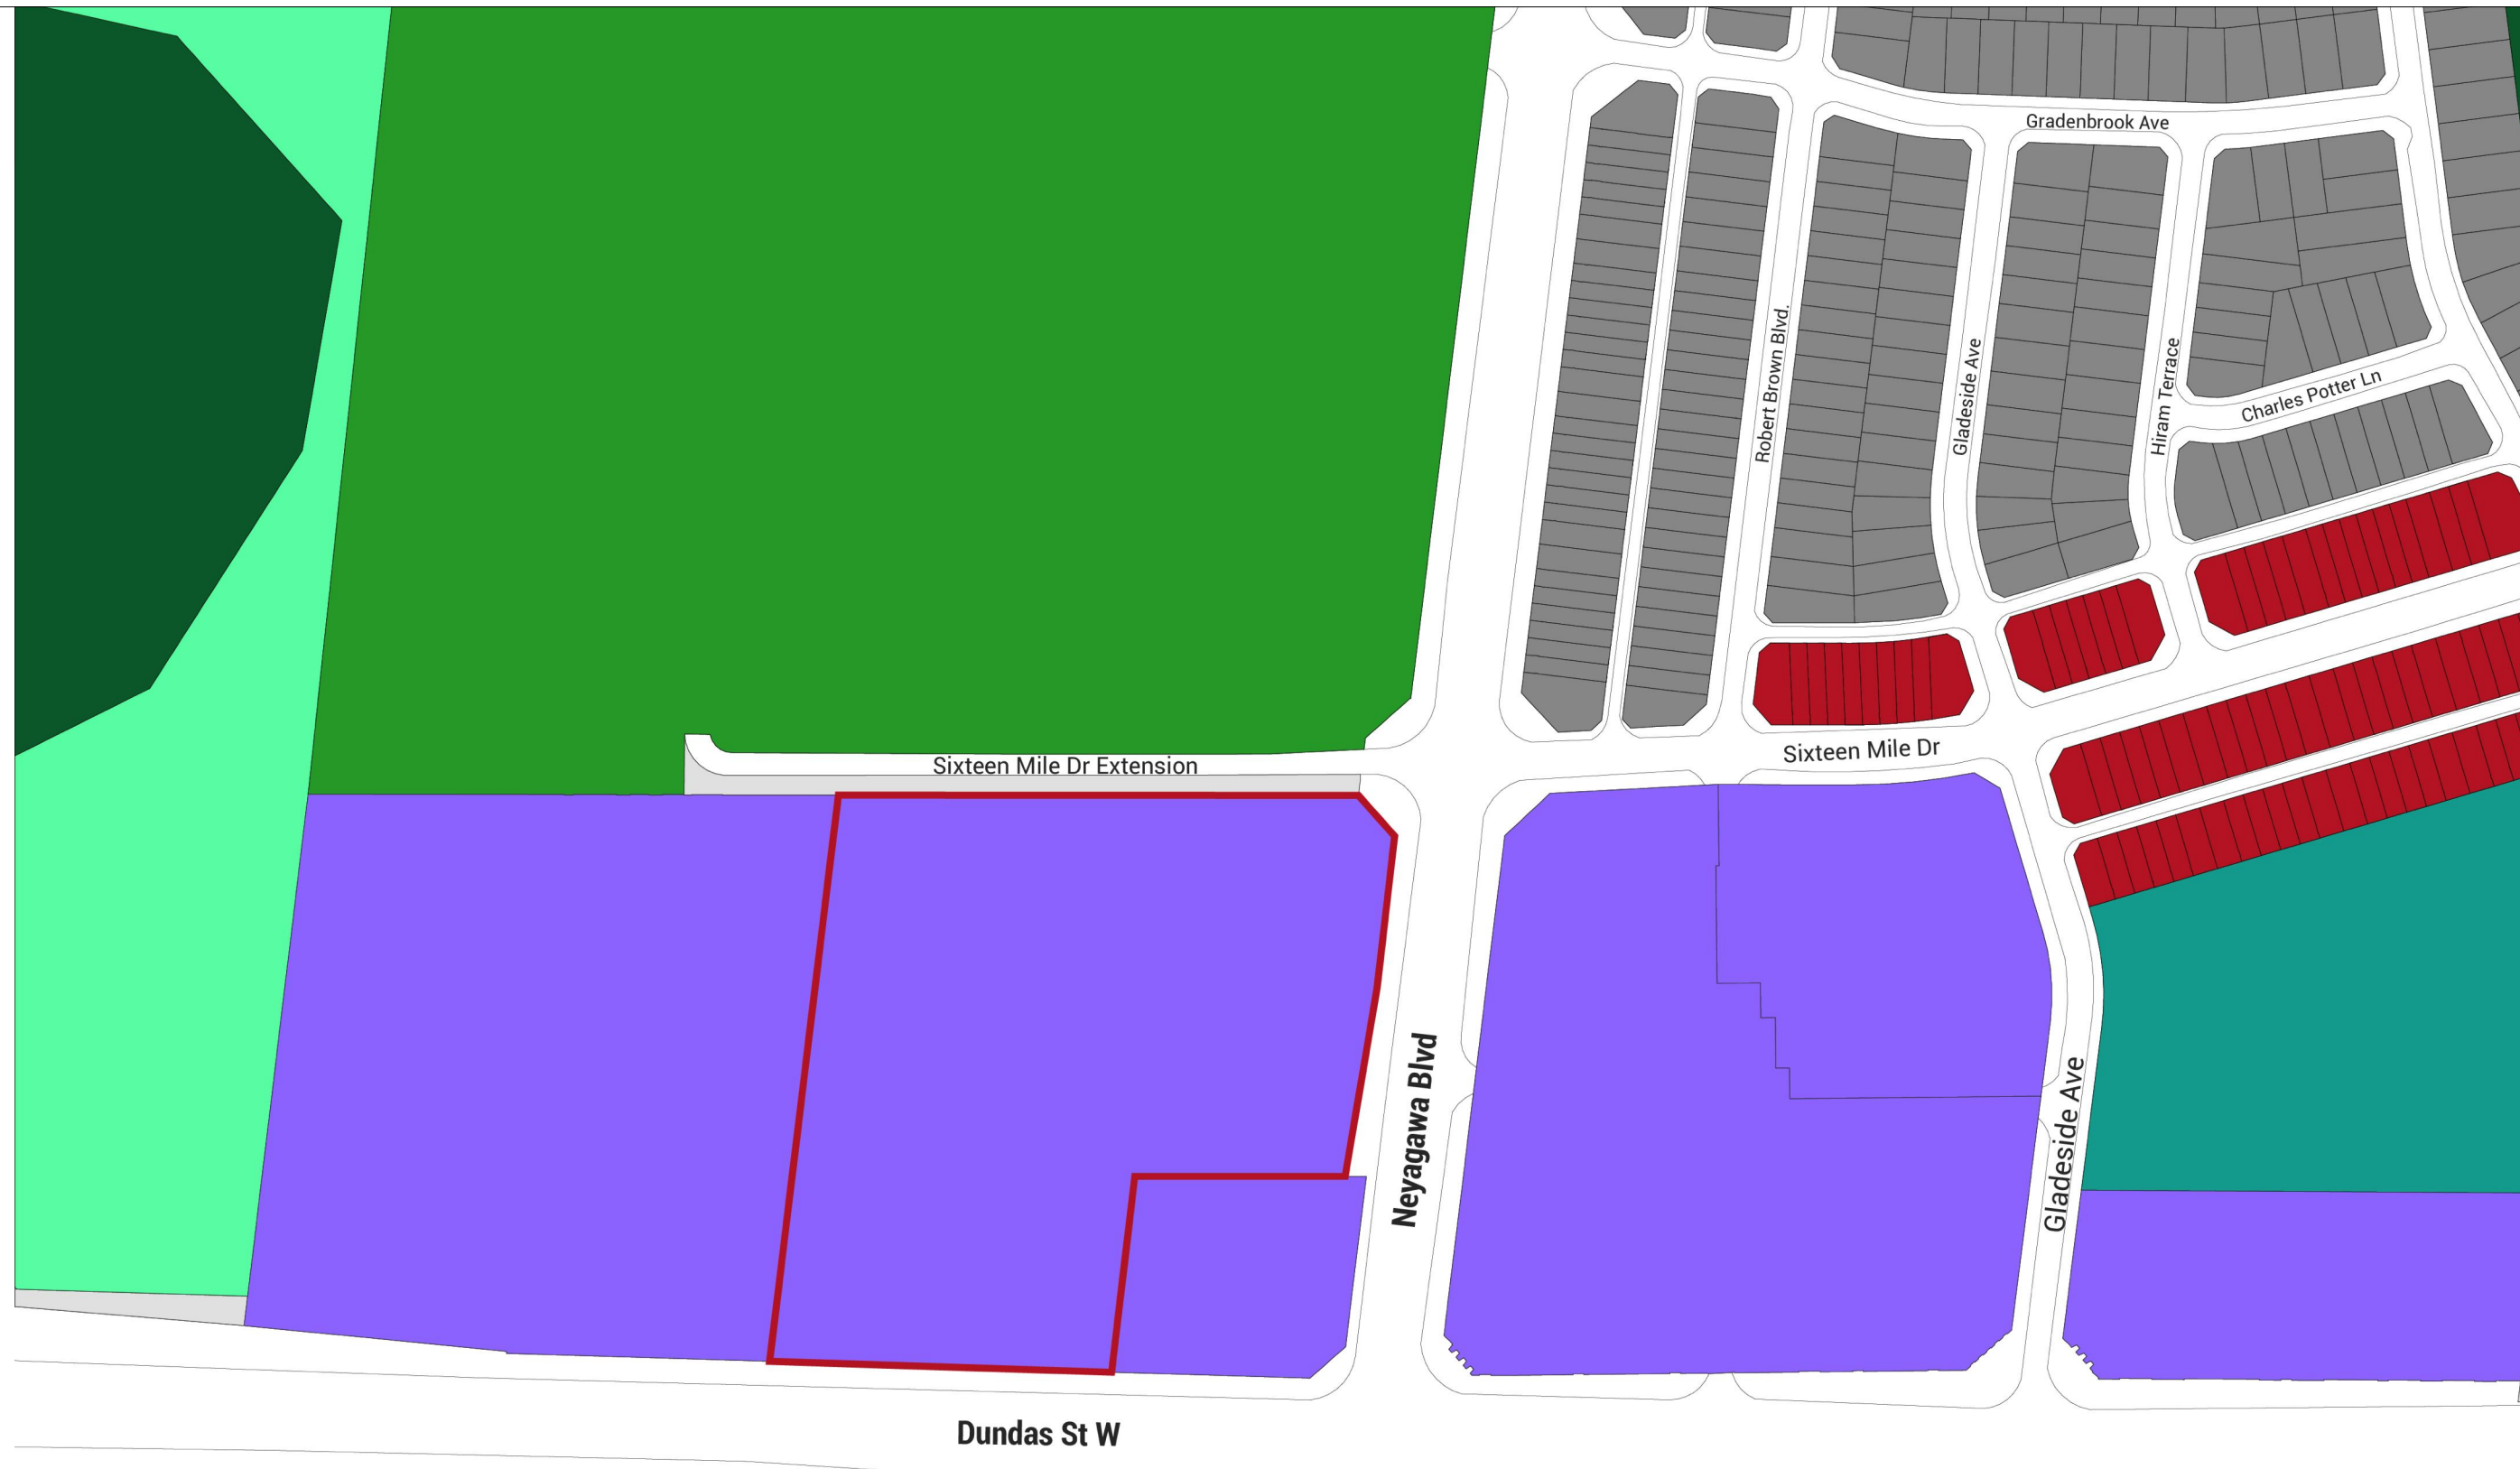 Gradenbrook Ave
Robert Brown Blvd.
Gladeside Ave
Hiram Terrace
Charles Potter Ln
Sixteen Mile Dr
Sixteen Mile Dr Extension
Neyagawa Blvd
Gladeside Ave
Dundas St W